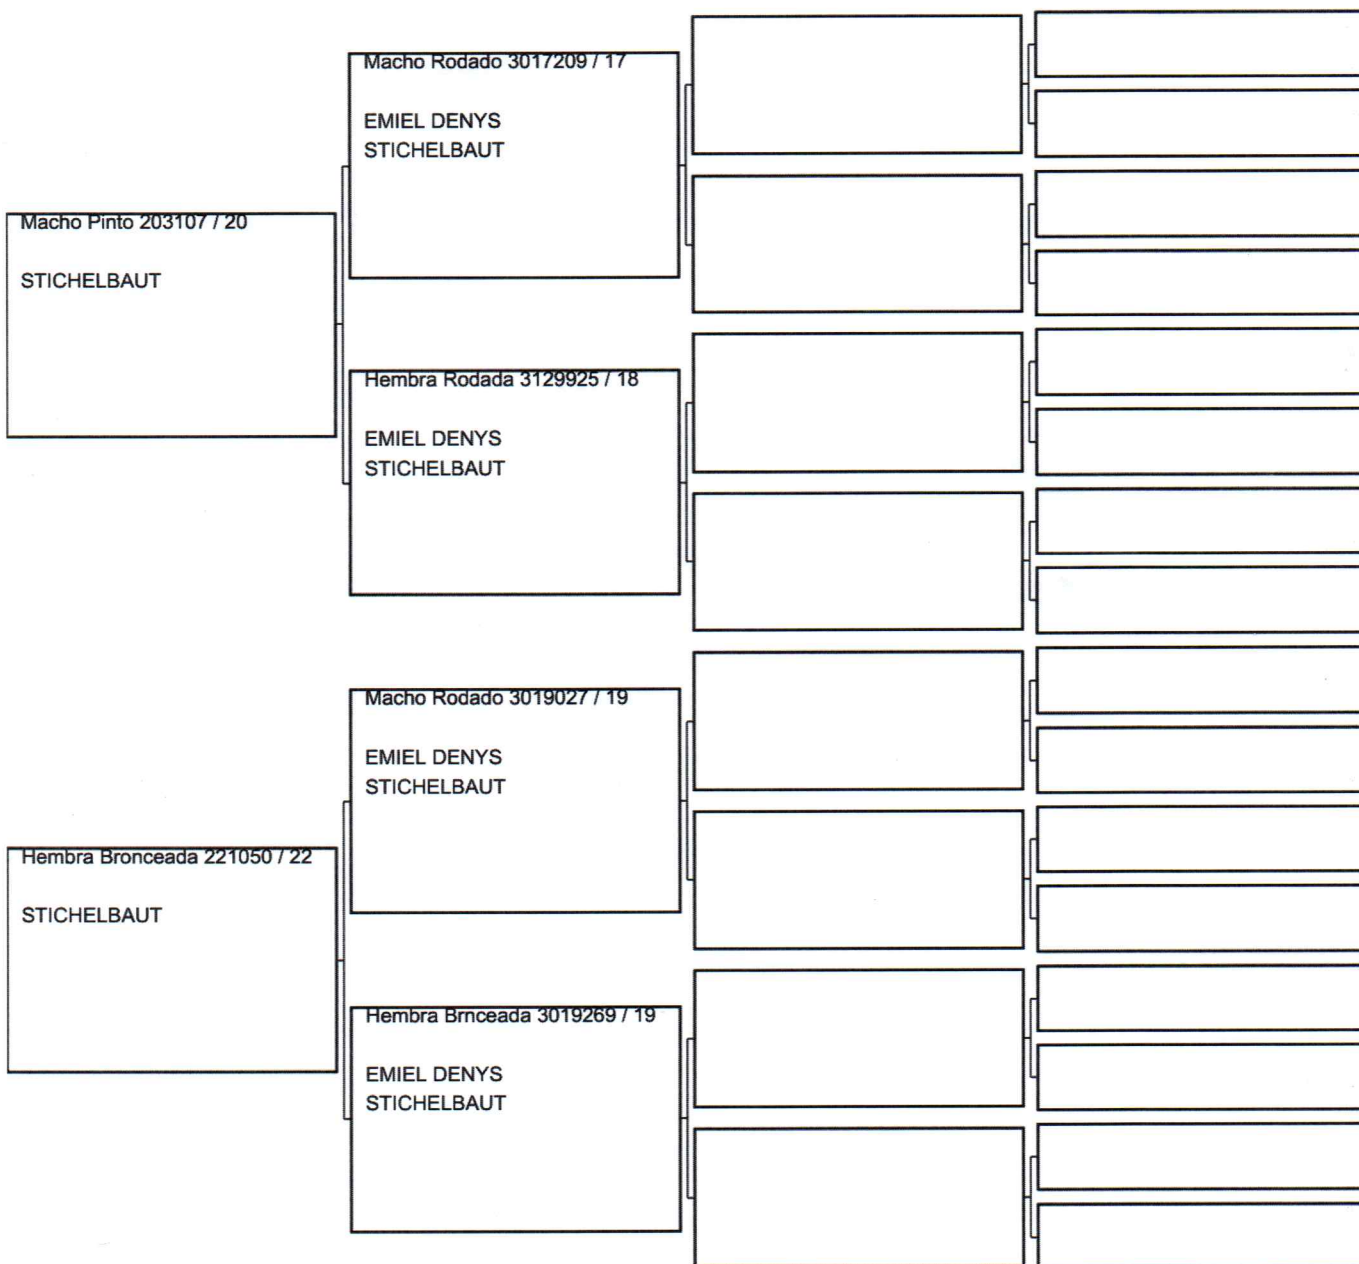 Macho Pinto 203107 / 20
STICHELBAUT
Macho Rodado 3017209 / 17
EMIEL DENYS
STICHELBAUT
Hembra Rodada 3129925 / 18
EMIEL DENYS
STICHELBAUT
Hembra Bronceada 221050 / 22
STICHELBAUT
Macho Rodado 3019027 / 19
EMIEL DENYS
STICHELBAUT
Hembra Brnceada 3019269 / 19
EMIEL DENYS
STICHELBAUT